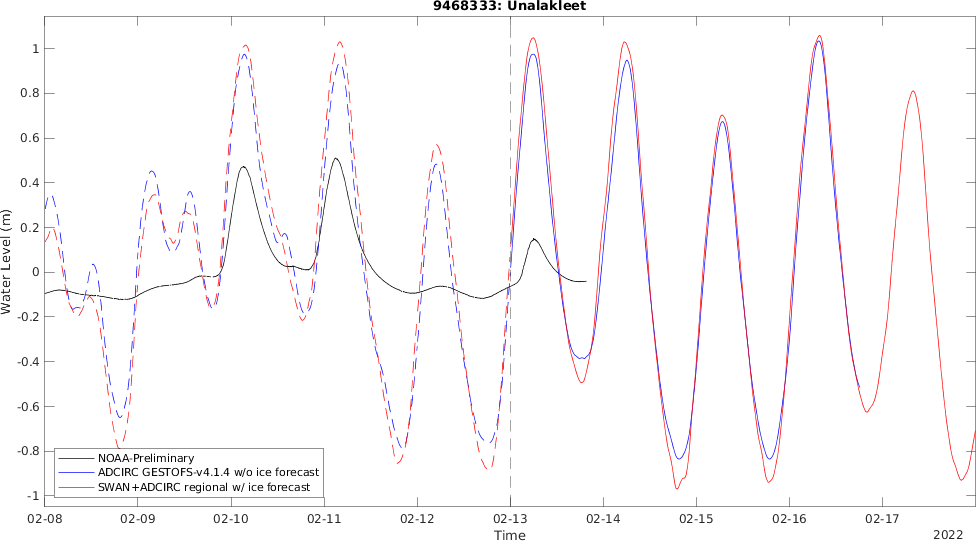 9468333: Unalakleet
Water Level (m)
1
0.8
0.6
0.4
0.2
0
-0.2
-0.4
-0.6
-0.8
-1
NOAA-Preliminary
ADCIRC GESTOFS-v4.1.4 w/o ice forecast
SWAN+ADCIRC regional w/ ice forecast
02-08 02-09 02-10 02-11 02-12 02-13 02-14 02-15 02-16 02-17
Time
2022